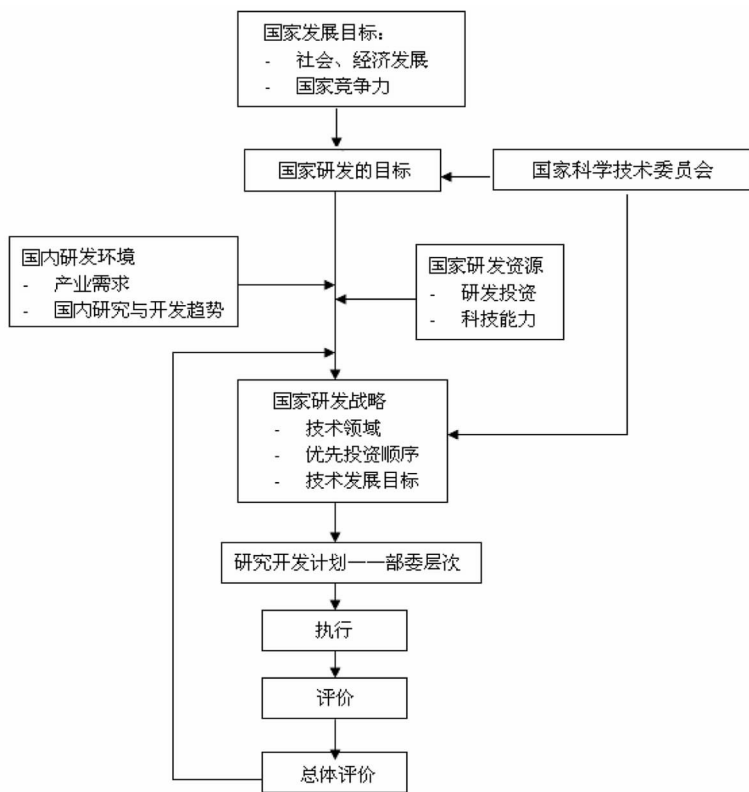 国家发展目标：
- 社会、经济发展
- 国家竞争力
国家研发的目标
国家科学技术委员会
国内研发环境
- 产业需求
- 国内研究与开发趋势
国家研发资源
- 研发投资
- 科技能力
国家研发战略
- 技术领域
- 优先投资顺序
- 技术发展目标
研究开发计划——部委层次
执行
评价
总体评价